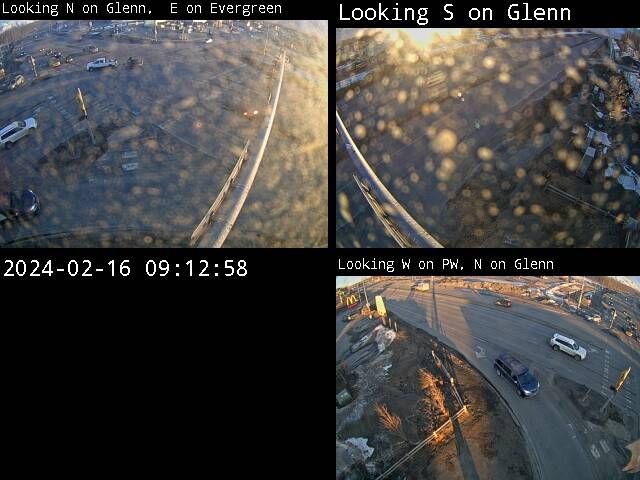 Looking N on Glenn,  E on Evergreen
Looking S on Glenn
2024-02-16 09:12:58
Looking W on PW, N on Glenn